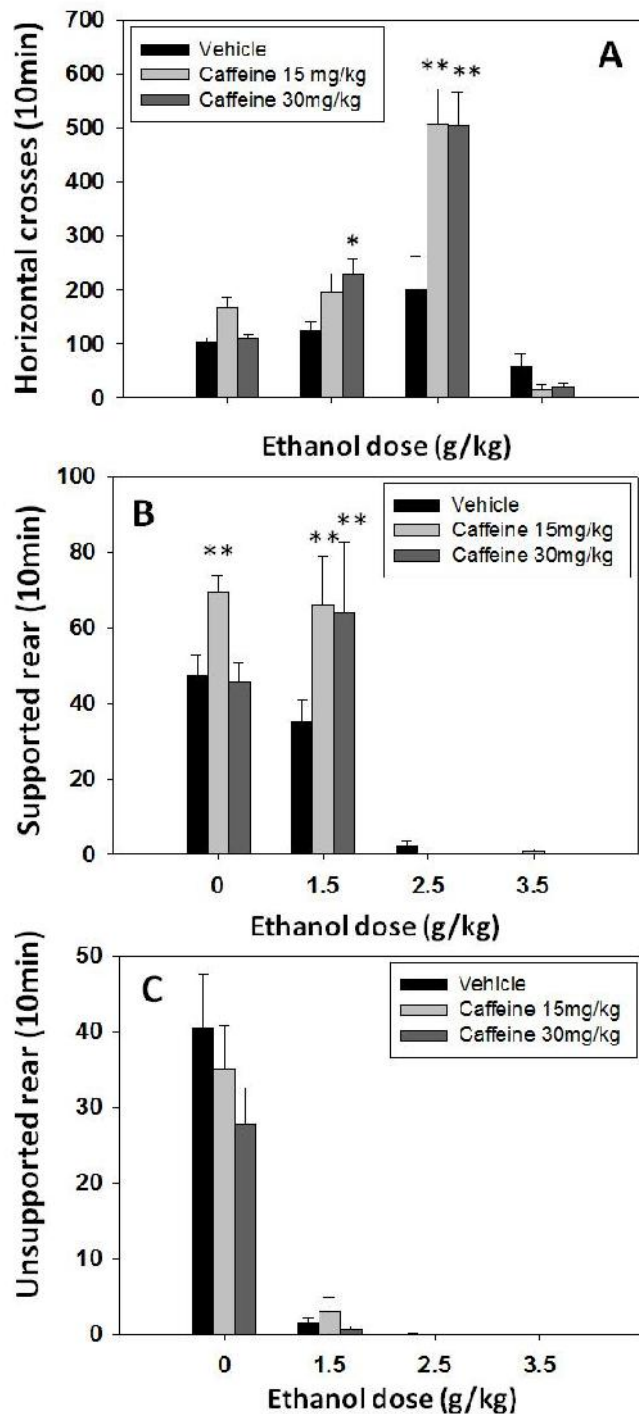 700
600
500
400
300
200
100
0
Horizontal crosses (10min)
Vehicle
Caffeine 15 mg/kg
Caffeine 30mg/kg
A
*
** **
Ethanol dose (g/kg)
100
80
60
40
20
0
Supported rear (10min)
B
Vehicle
Caffeine 15mg/kg
Caffeine 30mg/kg
** ** **
0 1.5 2.5 3.5
Ethanol dose (g/kg)
50
40
30
20
10
0
Unsupported rear (10min)
C
Vehicle
Caffeine 15mg/kg
Caffeine 30mg/kg
0 1.5 2.5 3.5
Ethanol dose (g/kg)